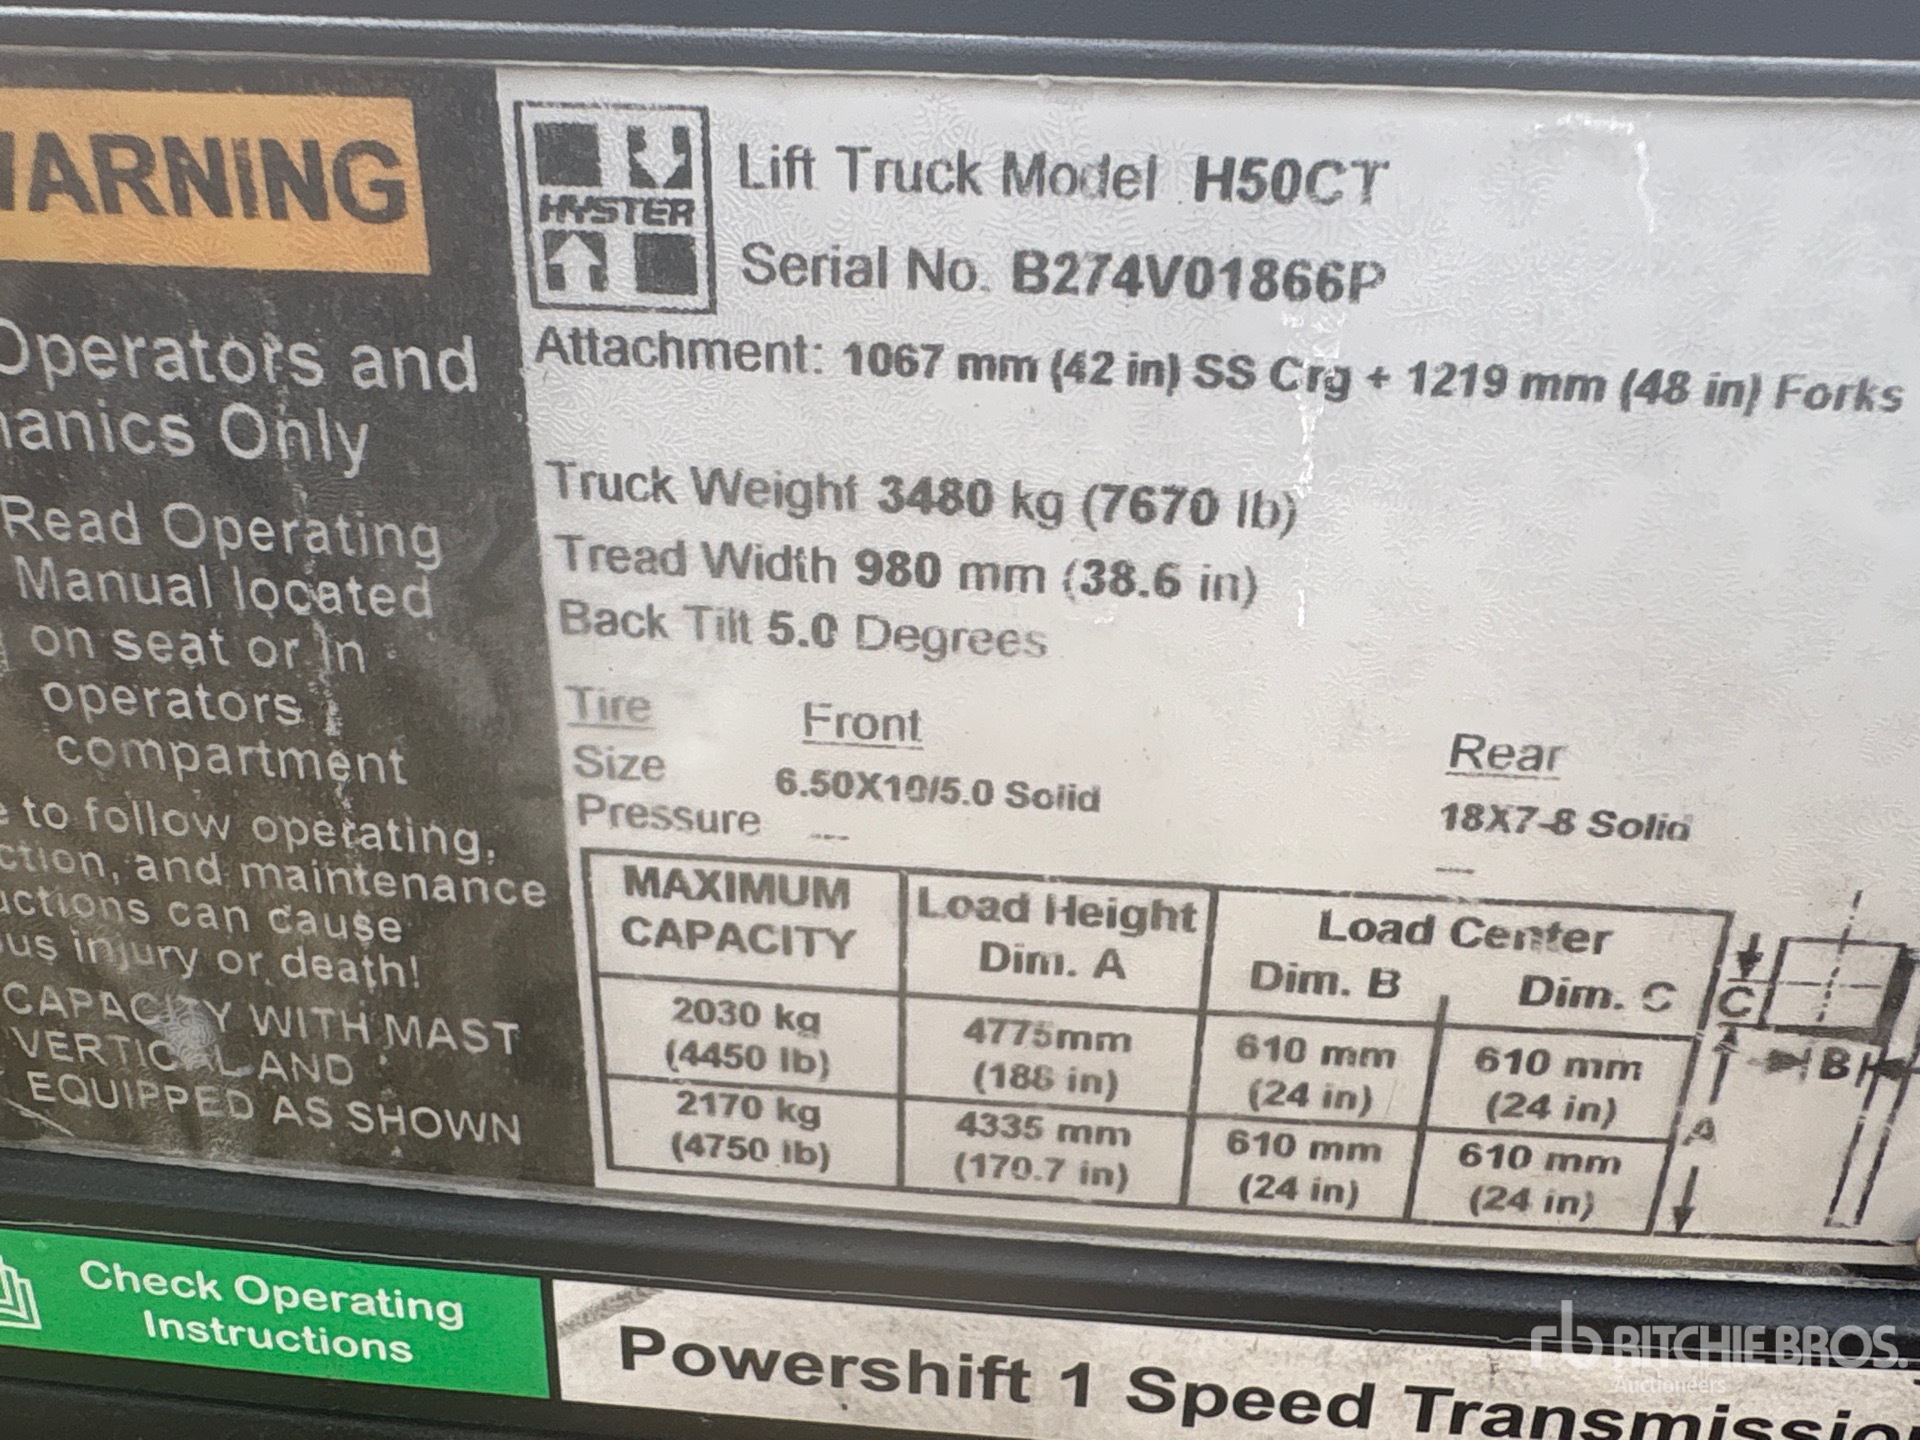 WARNING
Operators and
anics Only
Read Operating
Manual located
on seat or in
operators
compartment
to follow operating,
ction, and maintenance
uctions can cause
us injury or death!
CAPACITY WITH MAST
VERTICAL AND
EQUIPPED AS SHOWN
HYSTER
Lift Truck Model H50CT
Serial No. B274V01866P
Attachment: 1067 mm (42 in) SS Crg + 1219 mm (48 in) Forks
Truck Weight 3480 kg (7670 lb)
Tread Width 980 mm (38.6 in)
Back Tilt 5.0 Degrees
Tire Front Rear
Size 6.50X10/5.0 Solid 18X7-8 Solid
Pressure --- ---
MAXIMUM CAPACITY Load Height Dim. A Load Center Dim. B Dim. C
2030 kg (4450 lb) 4775mm (188 in) 610 mm (24 in) 610 mm (24 in)
2170 kg (4750 lb) 4335 mm (170.7 in) 610 mm (24 in) 610 mm (24 in)
C
B
A
Check Operating
Instructions
Powershift 1 Speed Transmissio
rb RITCHIE BROS.
Auctioneers